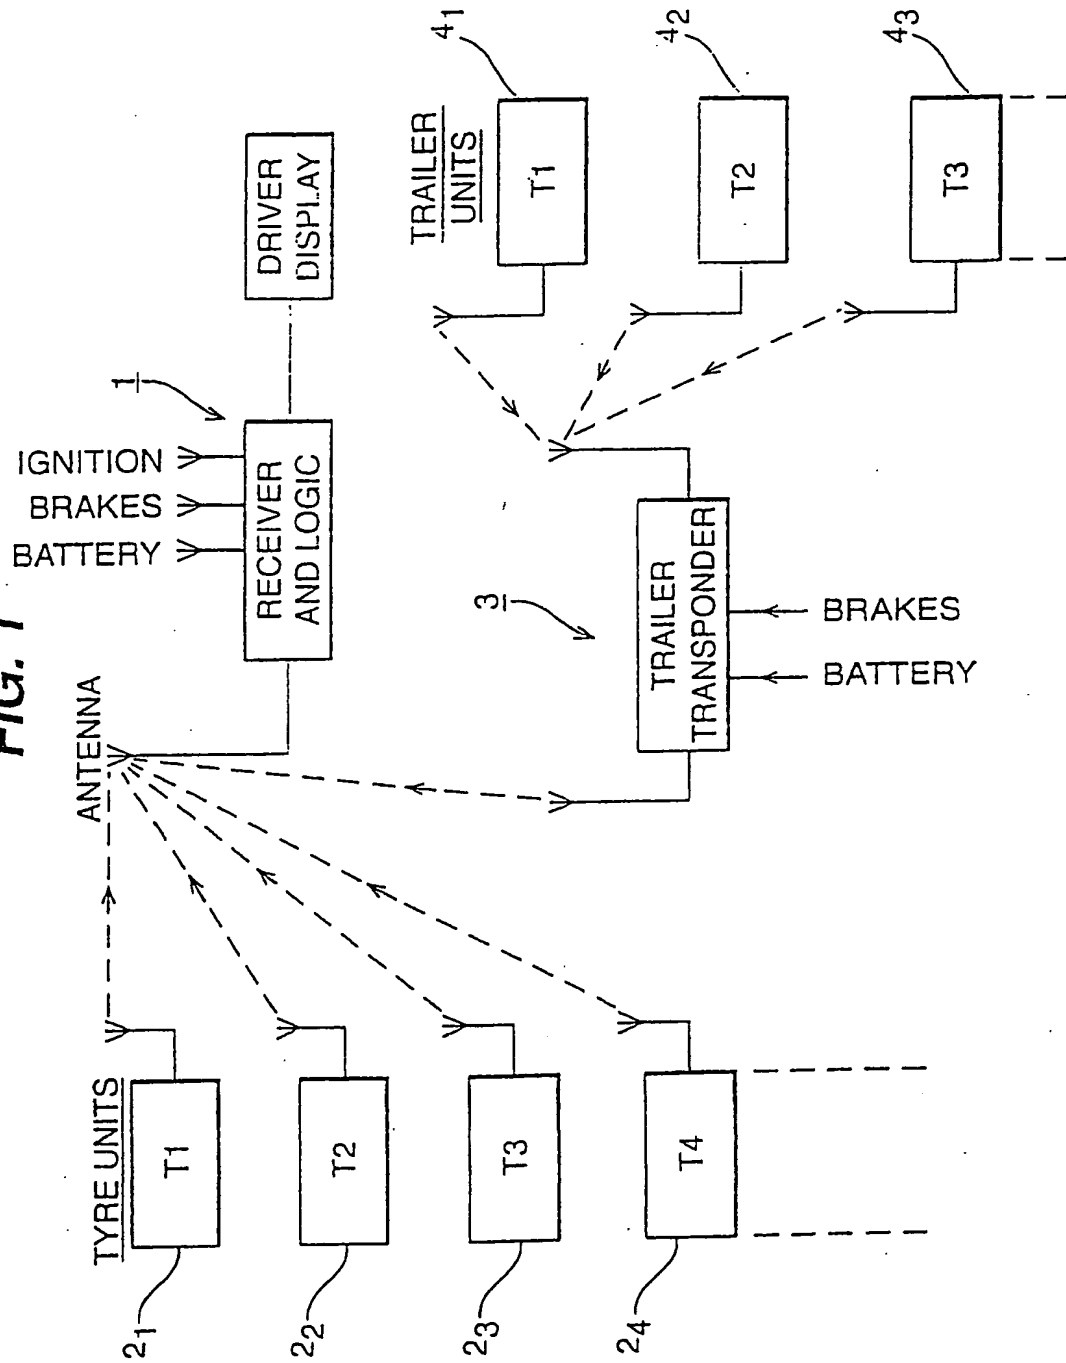 FIG. 1
ANTENNA
IGNITION
BRAKES
BATTERY
1
RECEIVER
AND LOGIC
DRIVER
DISPLAY
TYRE UNITS
T1
T2
T3
T4
21
22
23
24
3
TRAILER
TRANSPONDER
BRAKES
BATTERY
TRAILER
UNITS
T1
T2
T3
41
42
43